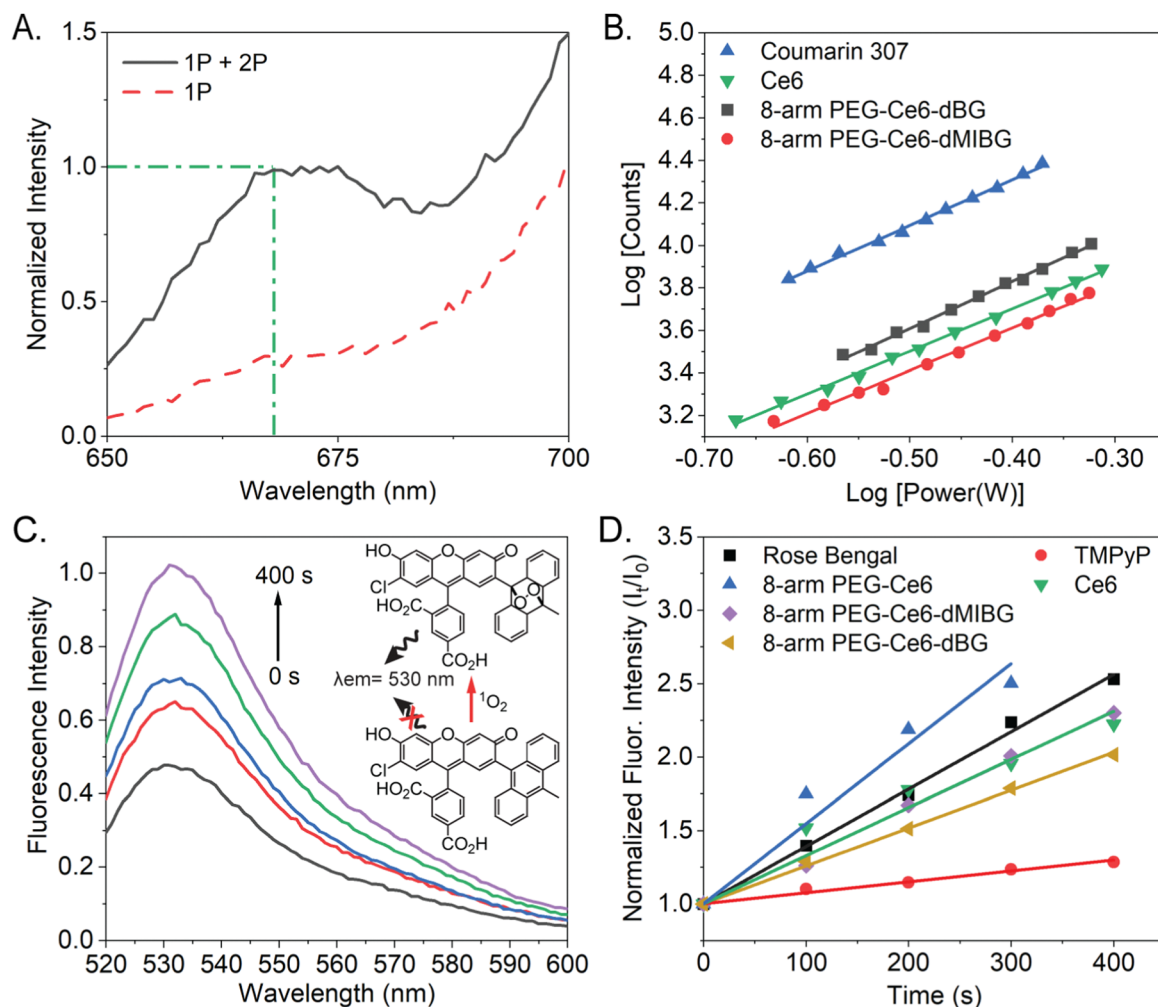 A.
1.5
1P + 2P
1P
1.0
0.5
0.0
Normalized Intensity
650
675
700
Wavelength (nm)
B.
5.0
4.8
4.6
4.4
4.2
4.0
3.8
3.6
3.4
3.2
Log [Counts]
Coumarin 307
Ce6
8-arm PEG-Ce6-dBG
8-arm PEG-Ce6-dMIBG
-0.70
-0.60
-0.50
-0.40
-0.30
Log [Power(W)]
C.
1.0
0.8
0.6
0.4
0.2
0.0
Fluorescence Intensity
400 s
0 s
HO
O
O
Cl
O
O
HO₂C
CO₂H
λem= 530 nm
¹O₂
HO
O
O
Cl
HO₂C
CO₂H
520
530
540
550
560
570
580
590
600
Wavelength (nm)
D.
3.5
3.0
2.5
2.0
1.5
1.0
Normalized Fluor. Intensity (Iₜ/I₀)
Rose Bengal
TMPyP
8-arm PEG-Ce6
Ce6
8-arm PEG-Ce6-dMIBG
8-arm PEG-Ce6-dBG
0
100
200
300
400
Time (s)